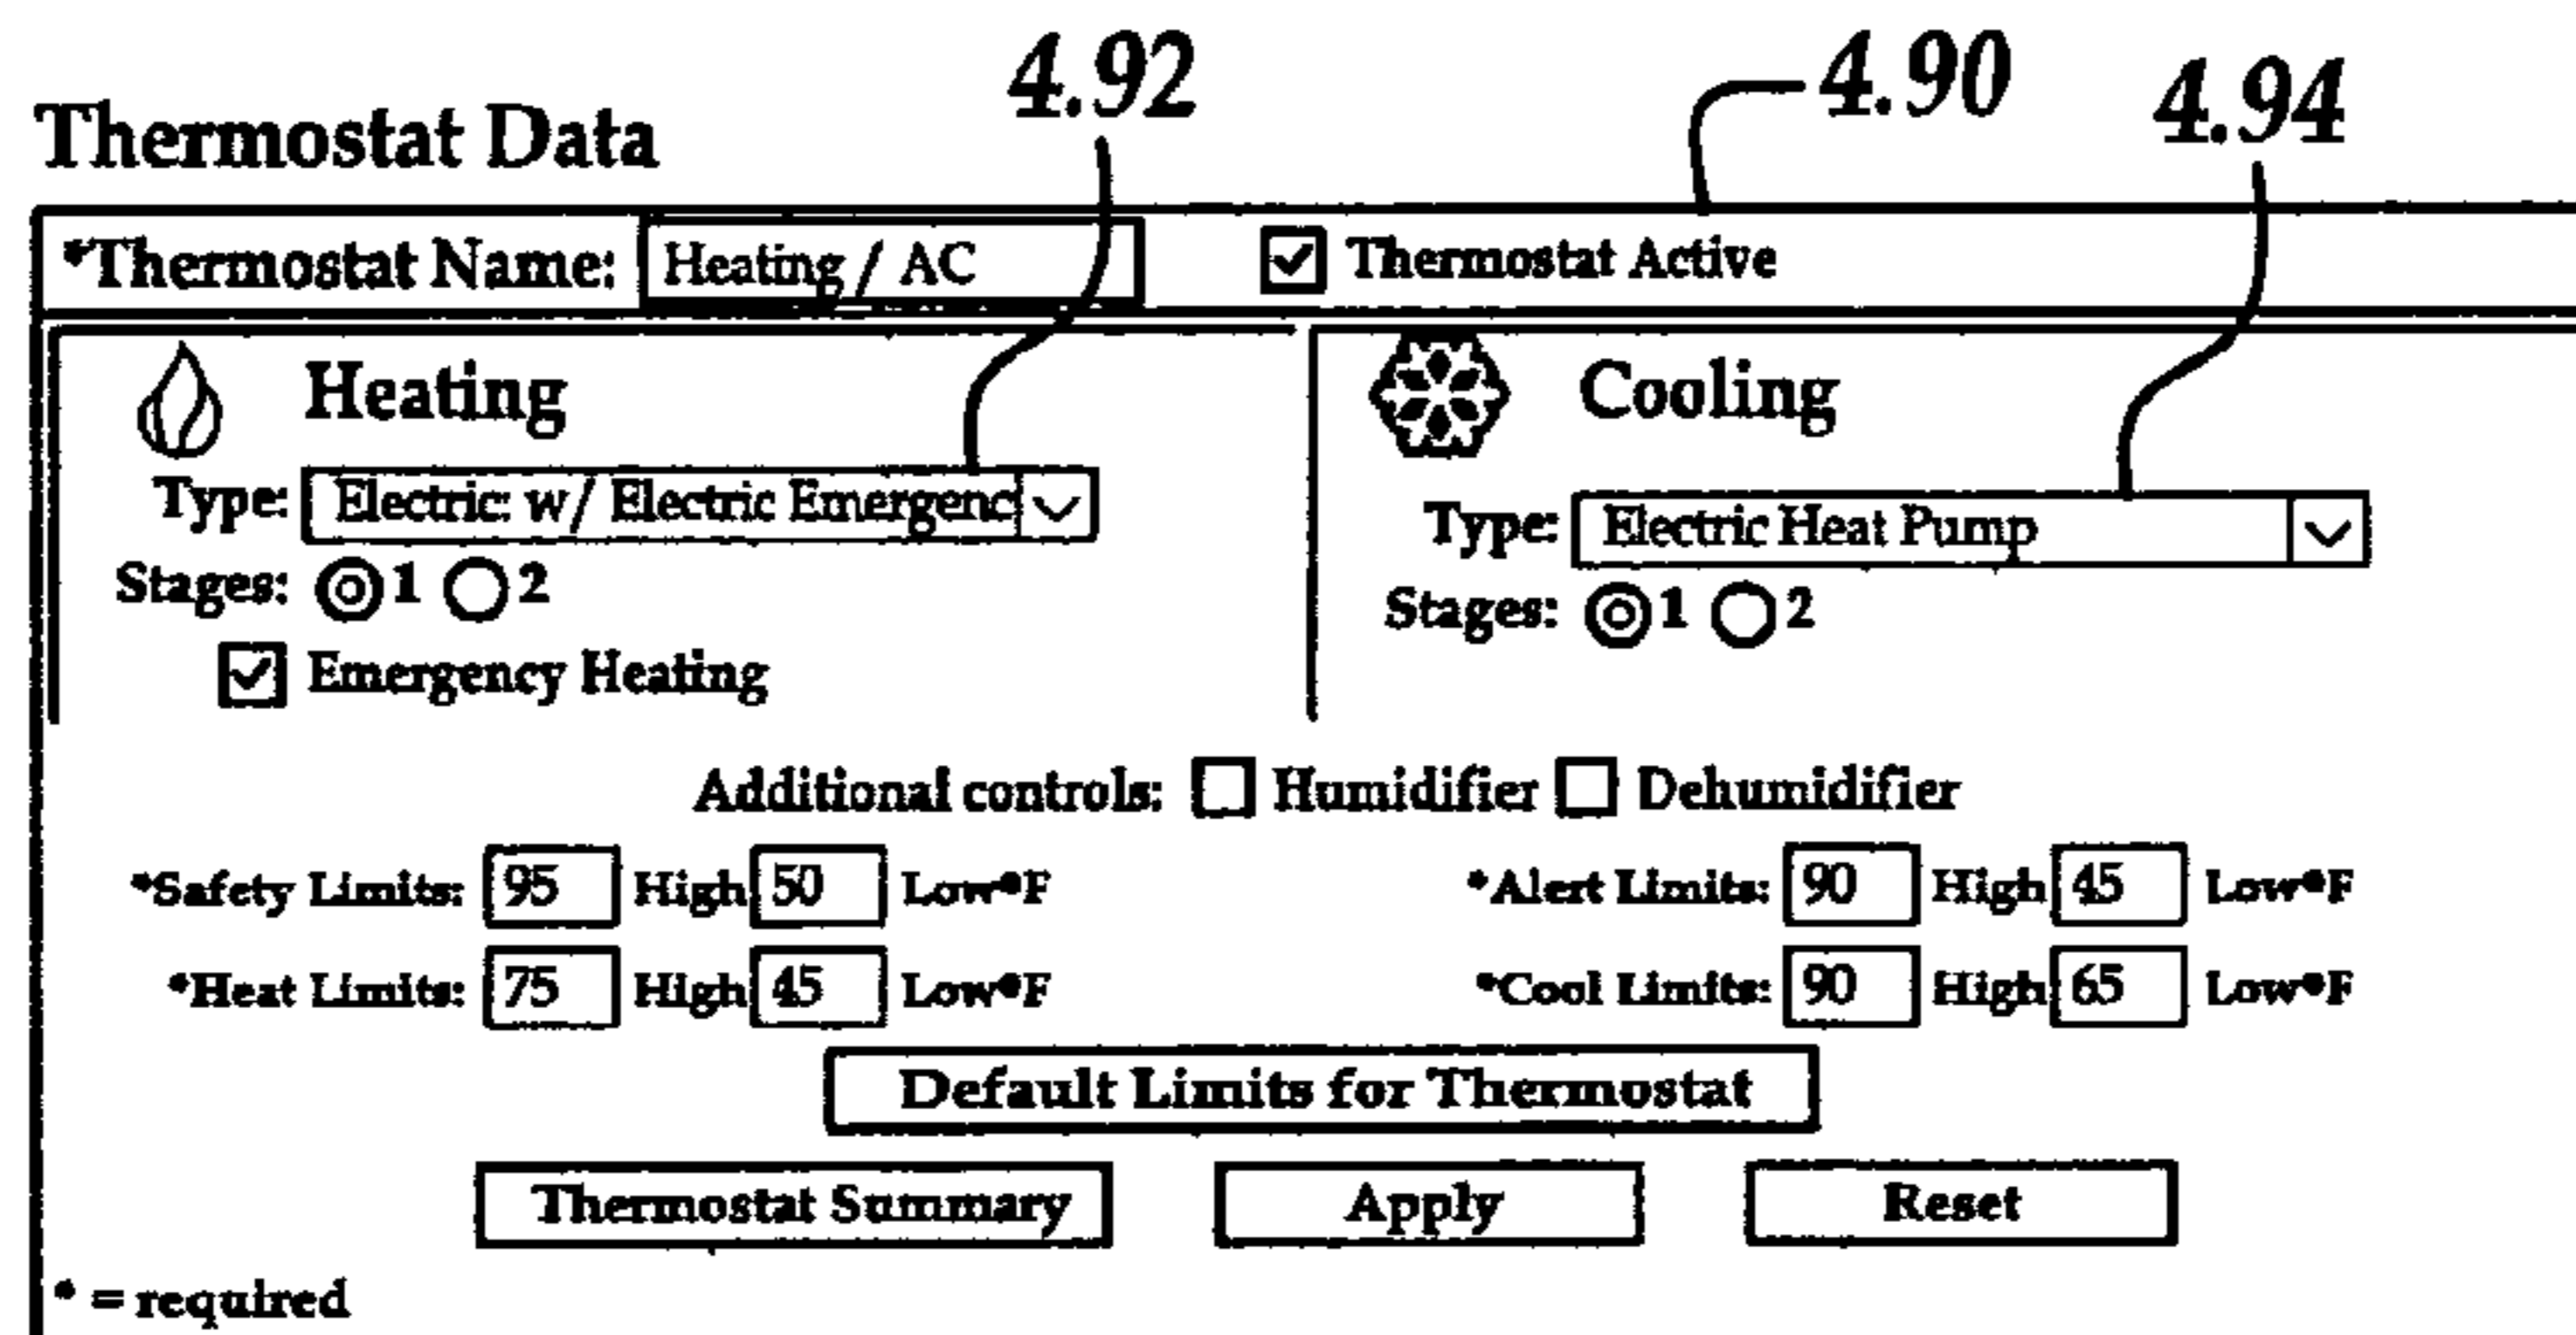 4.92 4.90 4.94
Thermostat Data
*Thermostat Name: Heating / AC Thermostat Active
Heating Cooling
Type: Electric: w/ Electric Emergenc Type: Electric Heat Pump
Stages: 1 2 Stages: 1 2
Emergency Heating
Additional controls: Humidifier Dehumidifier
*Safety Limits: 95 High 50 Low°F *Alert Limits: 90 High 45 Low°F
*Heat Limits: 75 High 45 Low°F *Cool Limits: 90 High 65 Low°F
Default Limits for Thermostat
Thermostat Summary Apply Reset
* = required